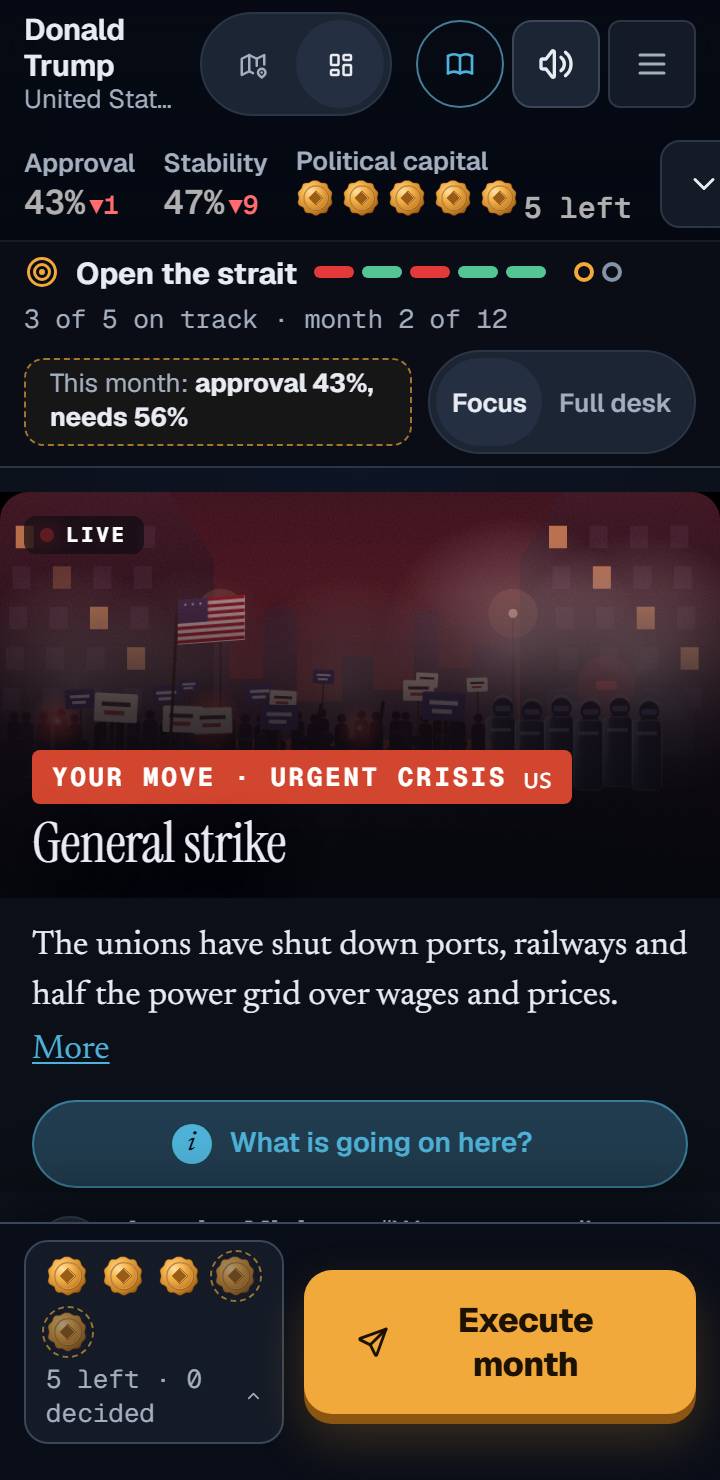 Donald
Trump
United Stat...
Approval
43%▾1
Stability
47%▾9
Political capital
5 left
Open the strait
3 of 5 on track · month 2 of 12
This month: approval 43%,
needs 56%
Focus
Full desk
LIVE
YOUR MOVE · URGENT CRISIS US
General strike
The unions have shut down ports, railways and
half the power grid over wages and prices.
More
i What is going on here?
5 left · 0
decided
Execute
month